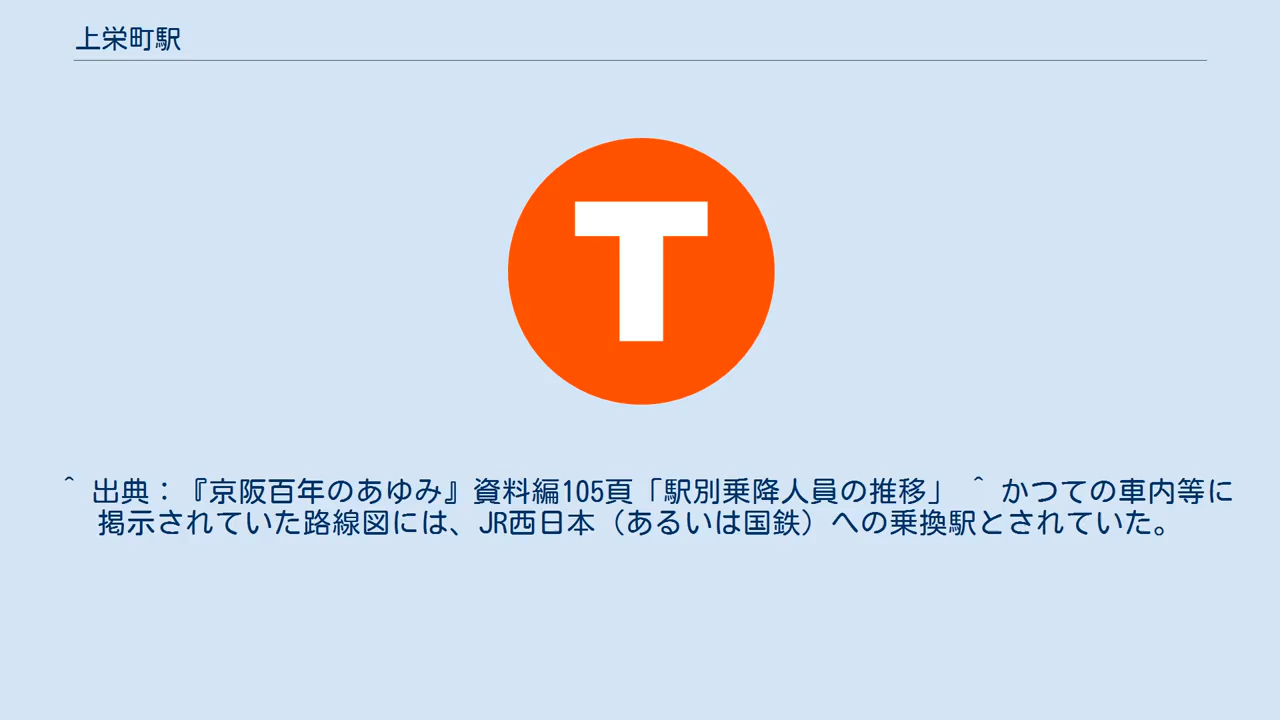 上栄町駅
T
^ 出典：『京阪百年のあゆみ』資料編105頁「駅別乗降人員の推移」 ^ かつての車内等に
掲示されていた路線図には、JR西日本（あるいは国鉄）への乗換駅とされていた。